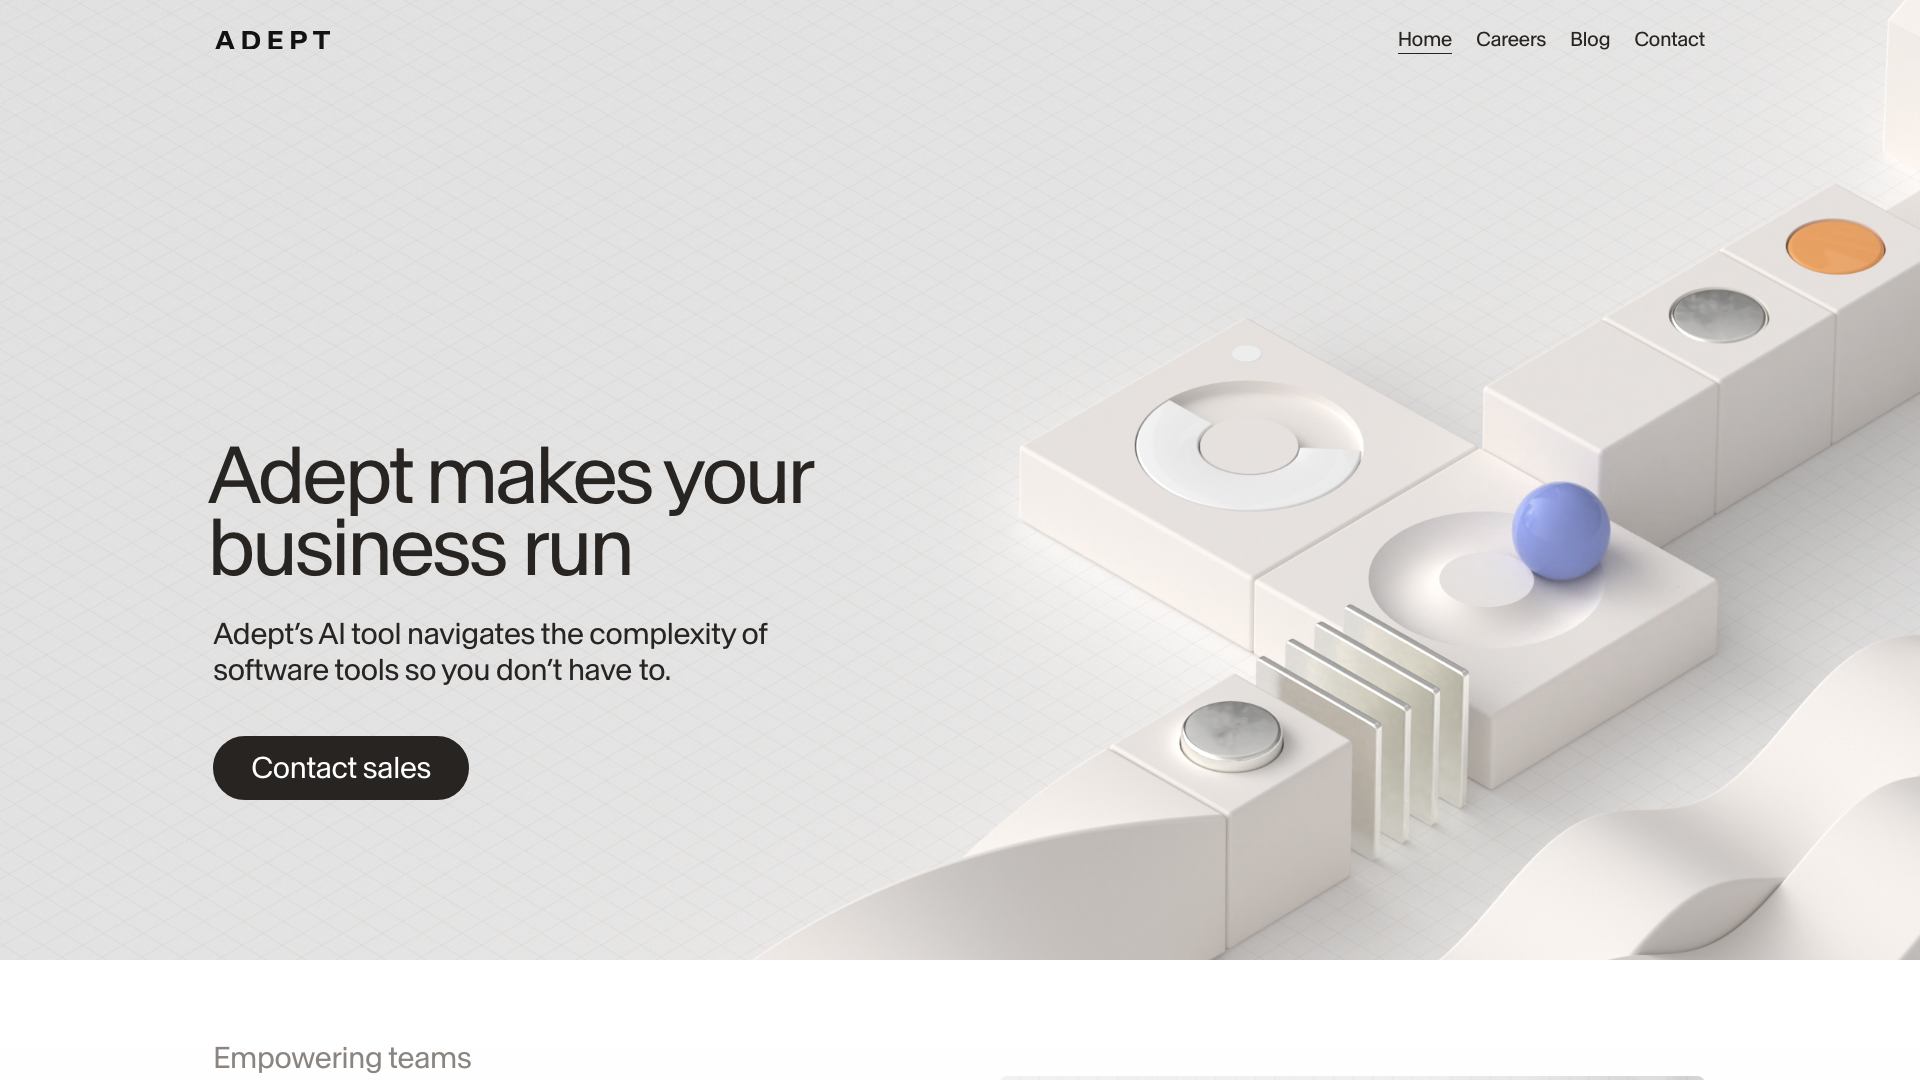 ADEPT
Home Careers Blog Contact
Adept makes your
business run
Adept’s AI tool navigates the complexity of
software tools so you don’t have to.
Contact sales
Empowering teams